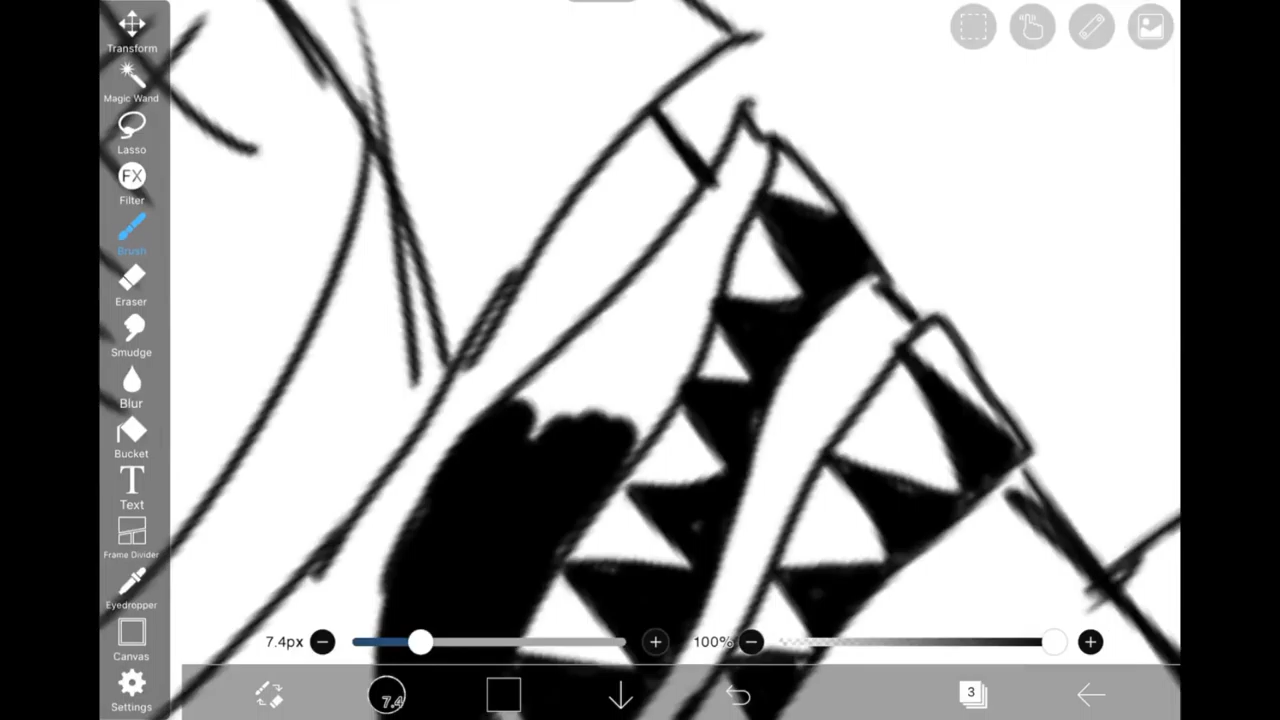 Transform
Magic Wand
Lasso
FX
Filter
Brush
Eraser
Smudge
Blur
Bucket
T
Text
Frame Divider
Eyedropper
Canvas
Settings
7.4px
100%
7.4
3